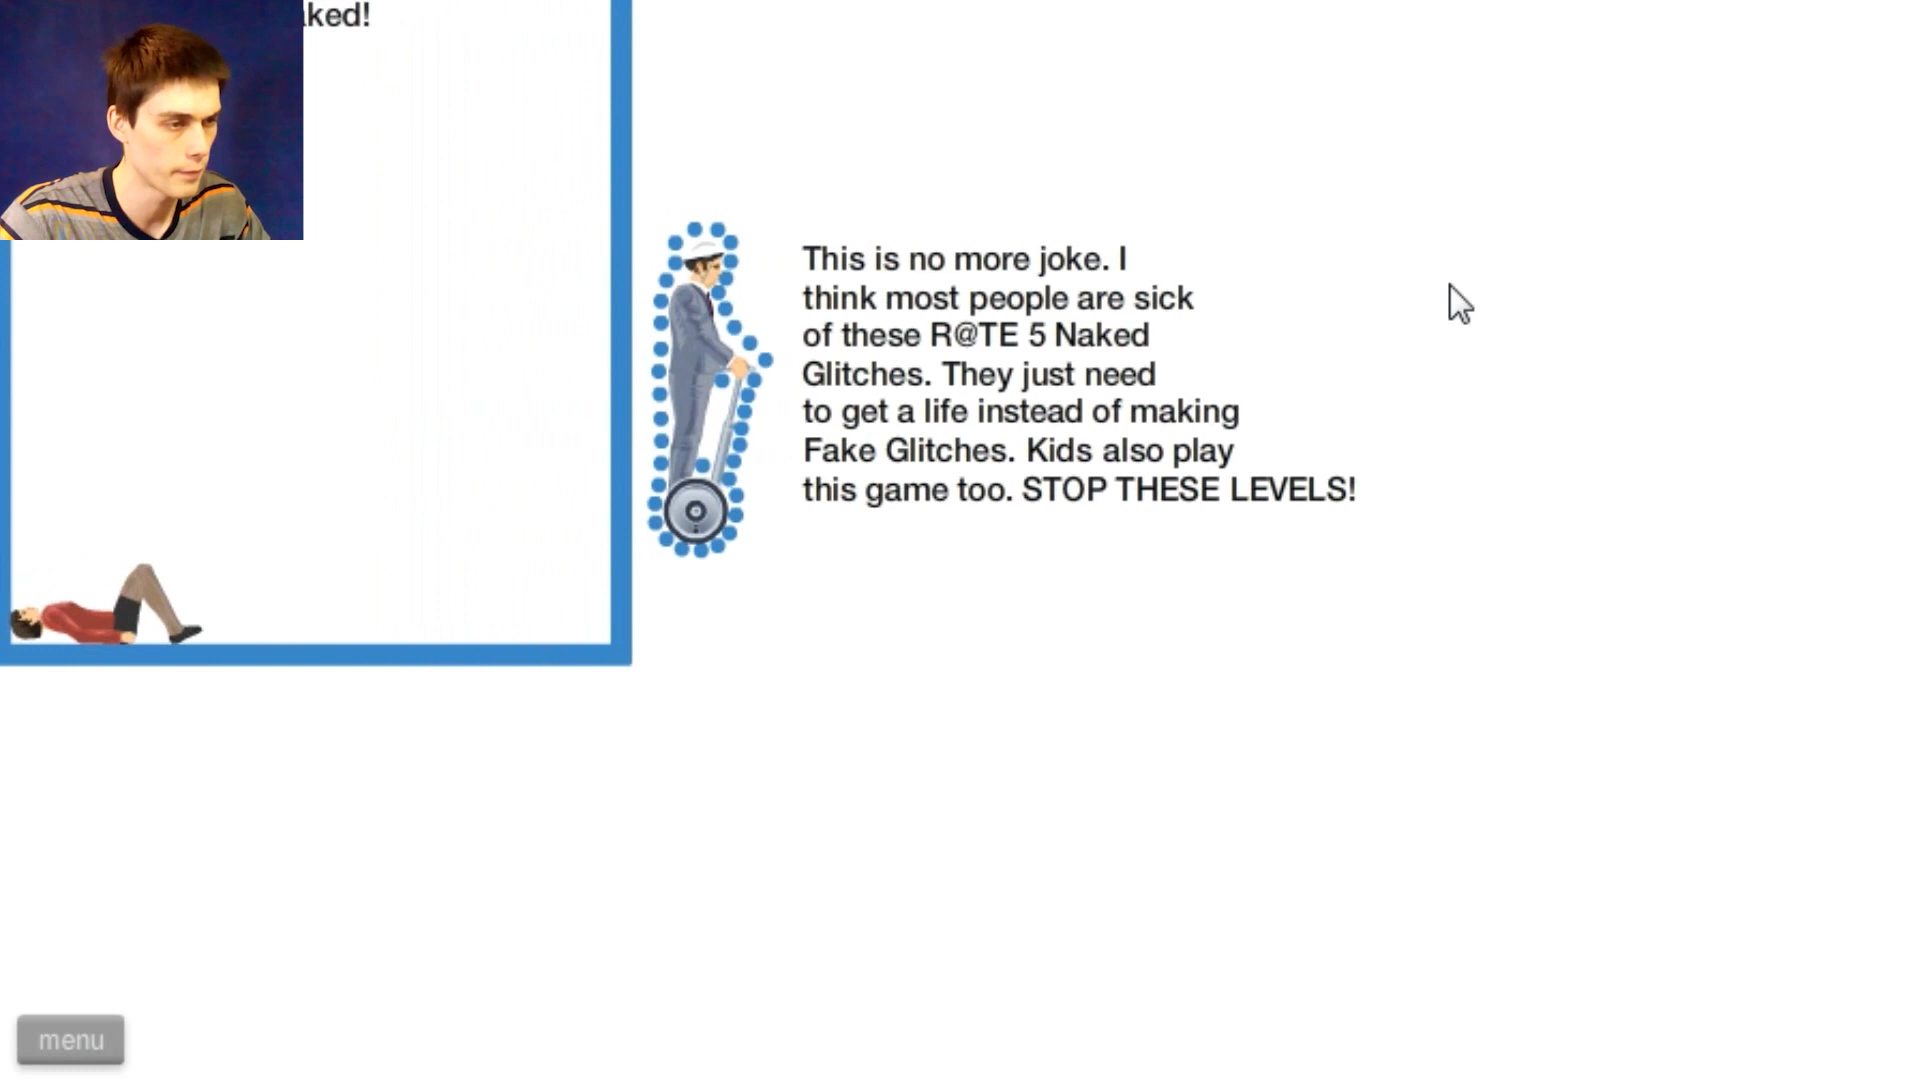 ked!
This is no more joke. I
think most people are sick
of these R@TE 5 Naked
Glitches. They just need
to get a life instead of making
Fake Glitches. Kids also play
this game too. STOP THESE LEVELS!
menu